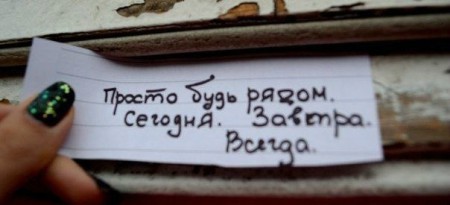 Просто будь рядом.
Сегодня. Завтра.
Всегда.